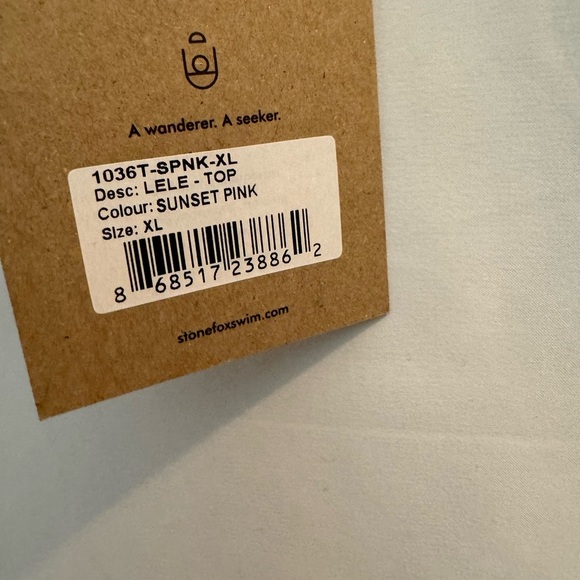 A wanderer. A seeker.
1036T-SPNK-XL
Desc: LELE - TOP
Colour: SUNSET PINK
Size: XL
8 68517 23886 2
stonefoxswim.com